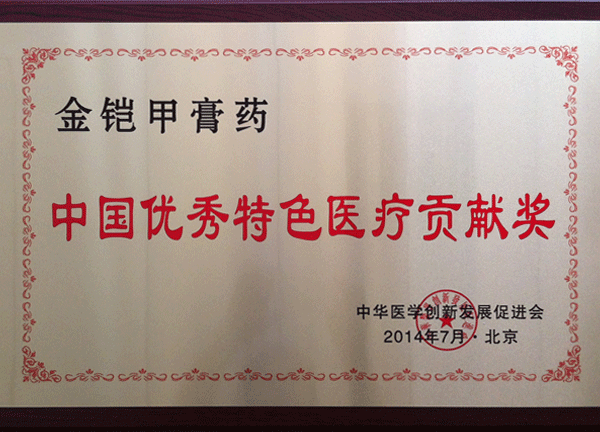 金铠甲膏药
中国优秀特色医疗贡献奖
中华医学创新发展促进会
2014年7月·北京